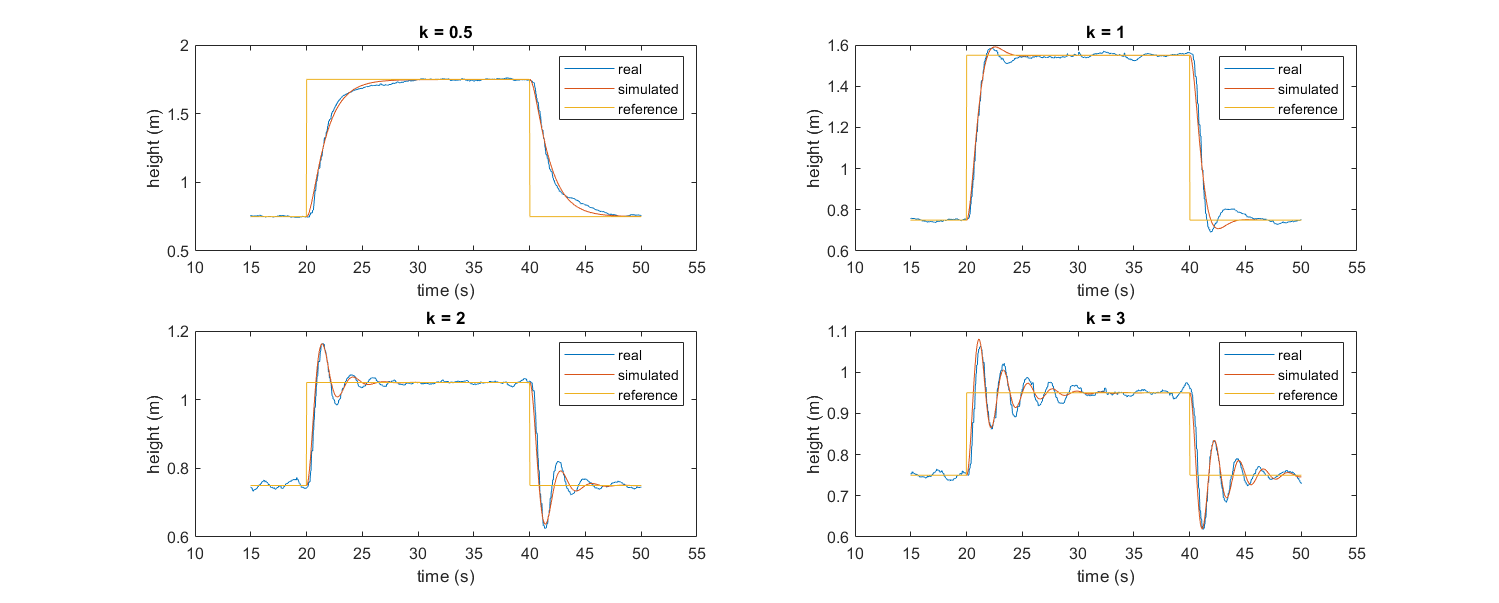 k = 0.5
height (m)
2
1.5
1
0.5
real
simulated
reference
10 15 20 25 30 35 40 45 50 55
time (s)
k = 1
height (m)
1.6
1.4
1.2
1
0.8
0.6
real
simulated
reference
10 15 20 25 30 35 40 45 50 55
time (s)
k = 2
height (m)
1.2
1
0.8
0.6
real
simulated
reference
10 15 20 25 30 35 40 45 50 55
time (s)
k = 3
height (m)
1.1
1
0.9
0.8
0.7
0.6
real
simulated
reference
10 15 20 25 30 35 40 45 50 55
time (s)